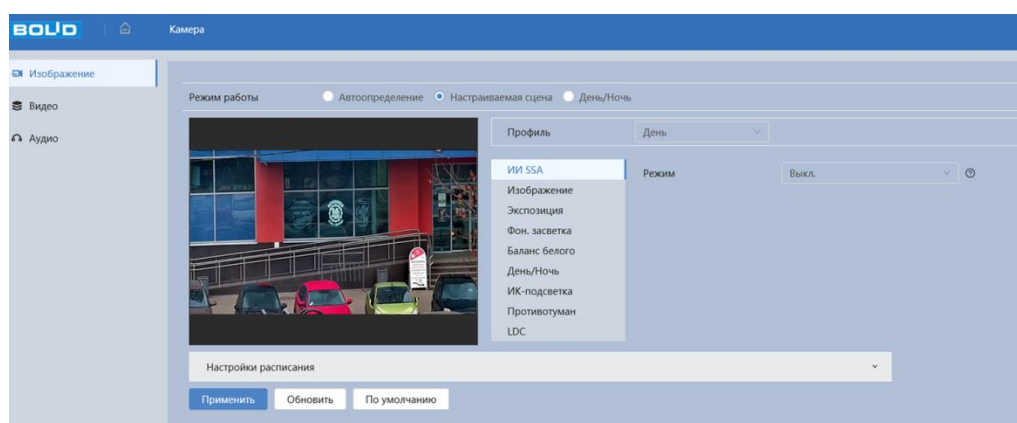 BOLID Камера
Изображение
Видео
Аудио
Режим работы Автоопределение Настраиваемая сцена День/Ночь
Профиль День
ИИ SSA Режим Выкл.
Изображение
Экспозиция
Фон. засветка
Баланс белого
День/Ночь
ИК-подсветка
Противотуман
LDC
Настройки расписания
Применить Обновить По умолчанию